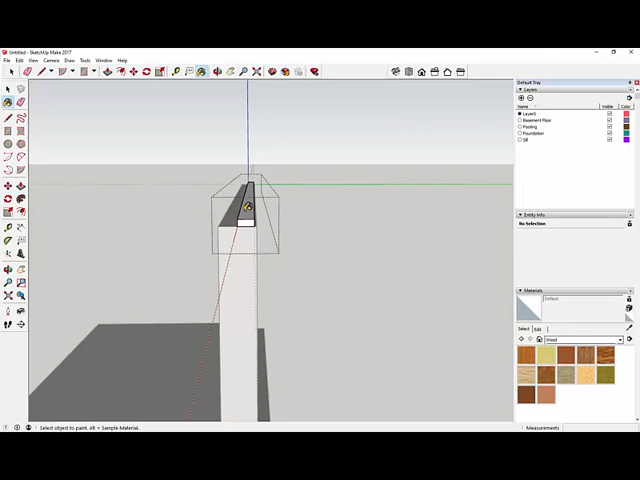 Untitled - SketchUp Make 2017
File Edit View Camera Draw Tools Window Help
Default Tray
Layers
Name Visible Color
Layer0
Basement Floor
Footing
Foundation
Sill
Entity Info
No Selection
Materials
Default
Select Edit
Wood
Select object to paint. Alt = Sample Material.
Measurements